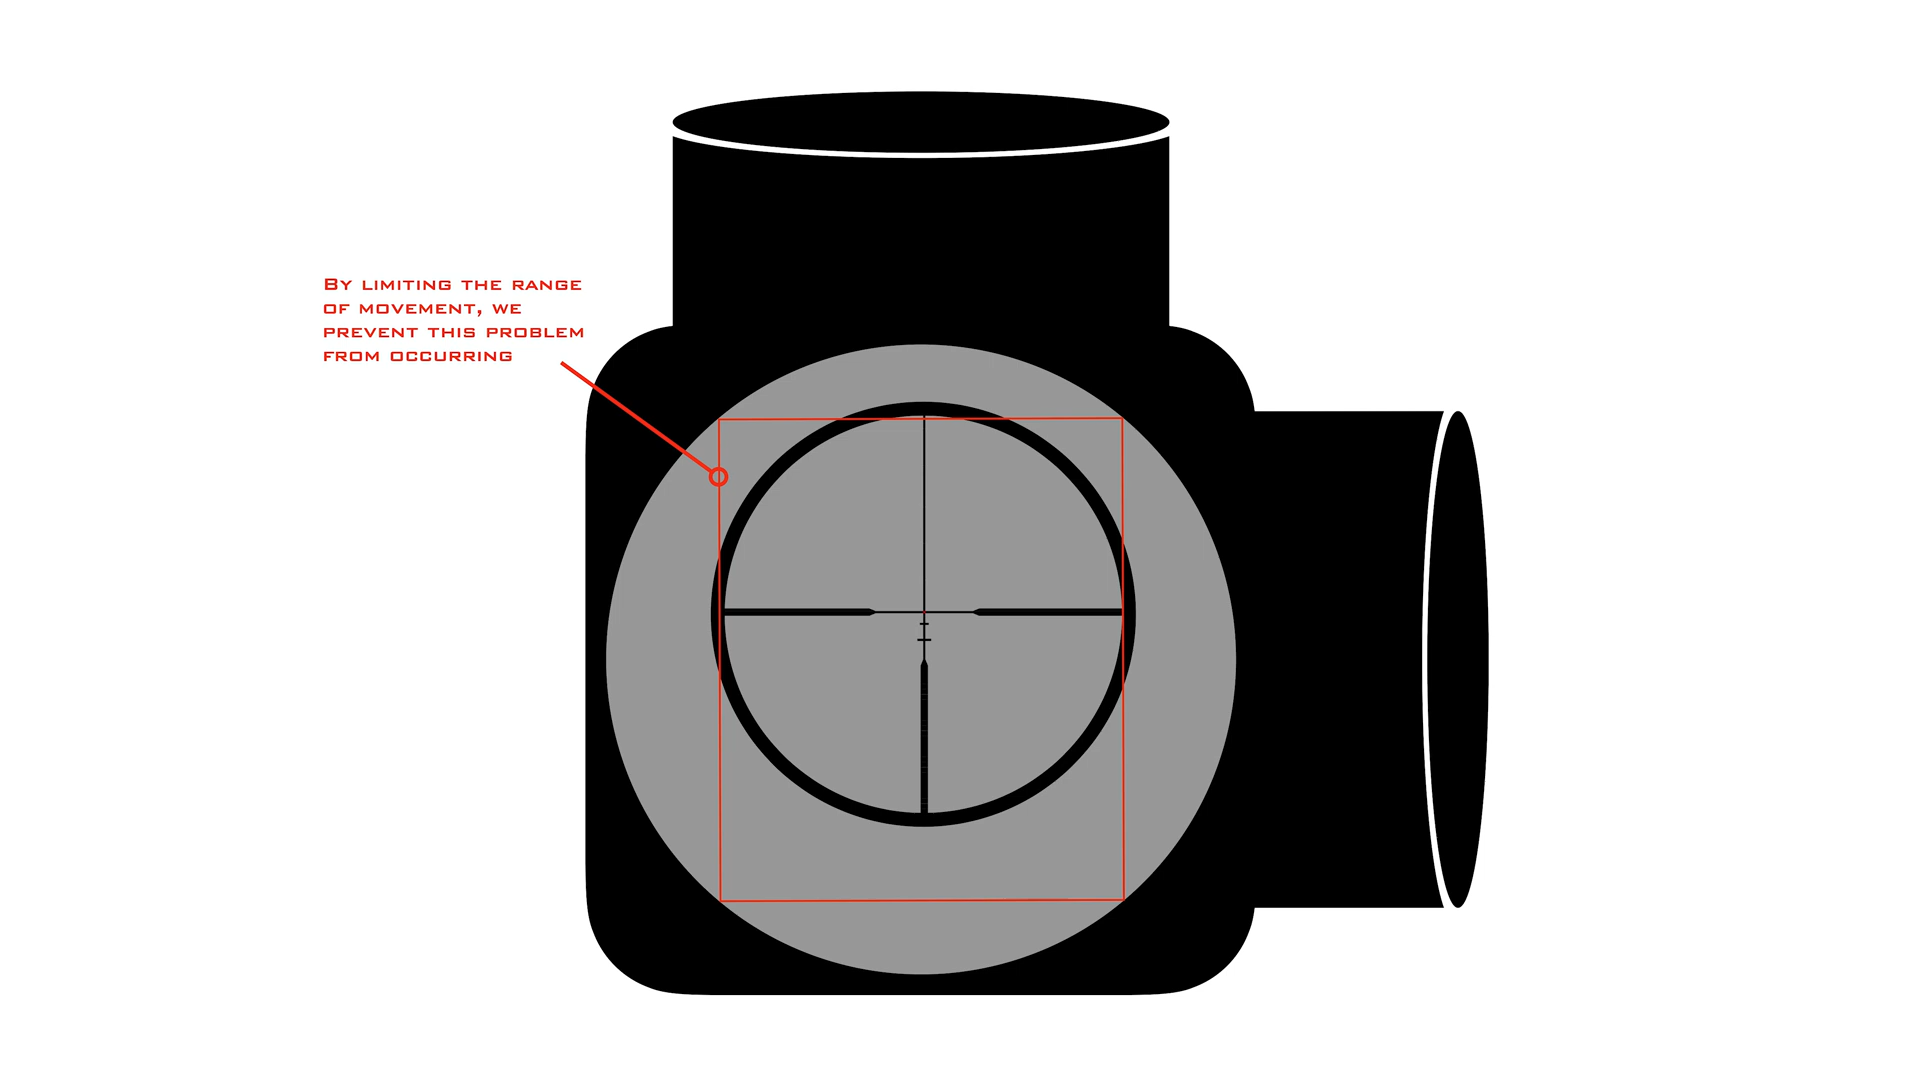 By limiting the range
of movement, we
prevent this problem
from occurring